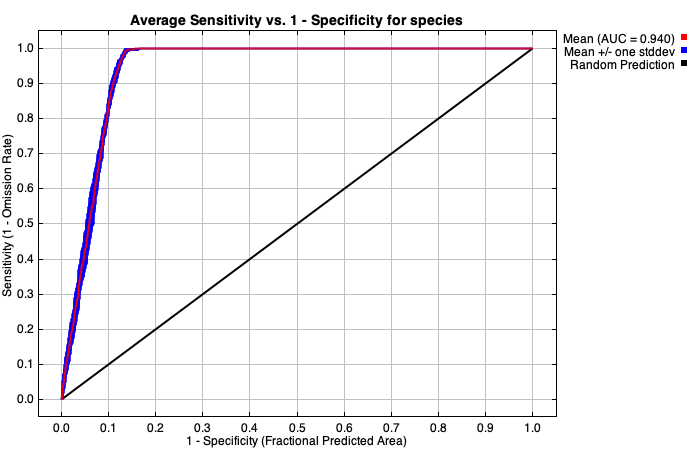 Average Sensitivity vs. 1 - Specificity for species
Mean (AUC = 0.940)
Mean +/- one stddev
Random Prediction
Sensitivity (1 - Omission Rate)
1.0
0.9
0.8
0.7
0.6
0.5
0.4
0.3
0.2
0.1
0.0
0.0 0.1 0.2 0.3 0.4 0.5 0.6 0.7 0.8 0.9 1.0
1 - Specificity (Fractional Predicted Area)